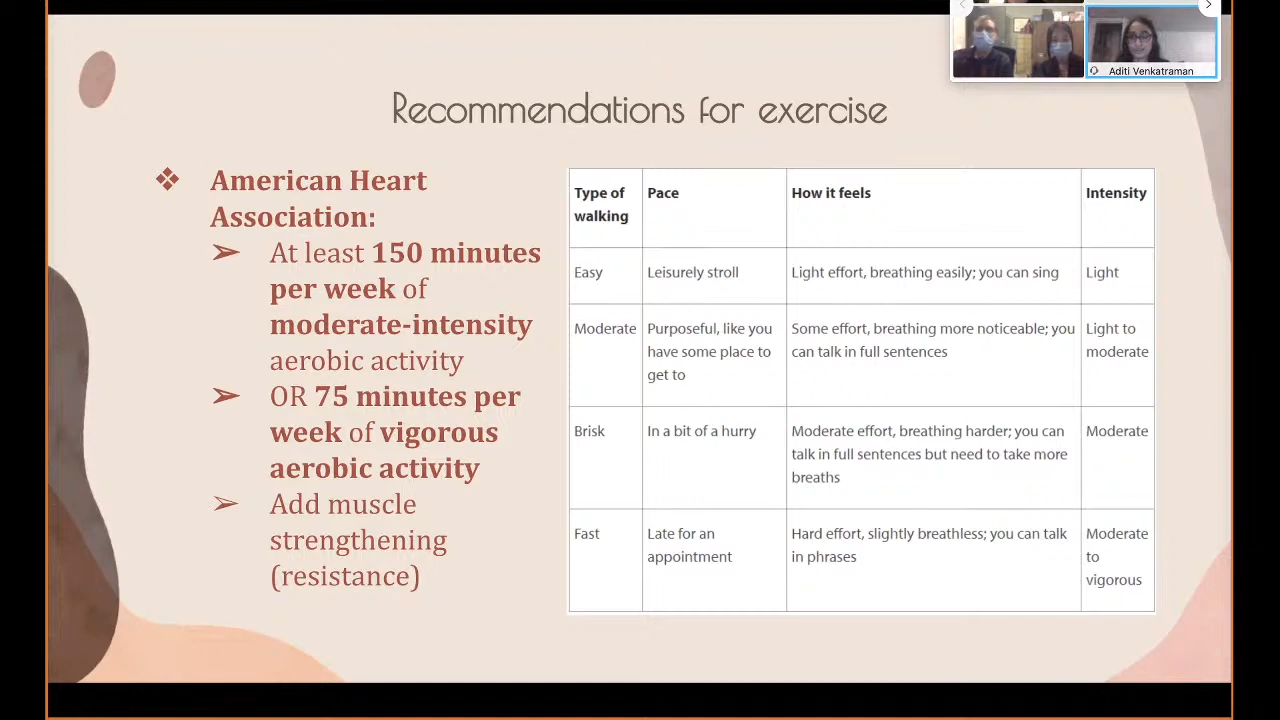 Aditi Venkatraman
Recommendations for exercise
❖ American Heart
Association:
➢ At least 150 minutes
per week of
moderate-intensity
aerobic activity
➢ OR 75 minutes per
week of vigorous
aerobic activity
➢ Add muscle
strengthening
(resistance)
Type of
walking
Pace
How it feels
Intensity
Easy
Leisurely stroll
Light effort, breathing easily; you can sing
Light
Moderate
Purposeful, like you
have some place to
get to
Some effort, breathing more noticeable; you
can talk in full sentences
Light to
moderate
Brisk
In a bit of a hurry
Moderate effort, breathing harder; you can
talk in full sentences but need to take more
breaths
Moderate
Fast
Late for an
appointment
Hard effort, slightly breathless; you can talk
in phrases
Moderate
to
vigorous